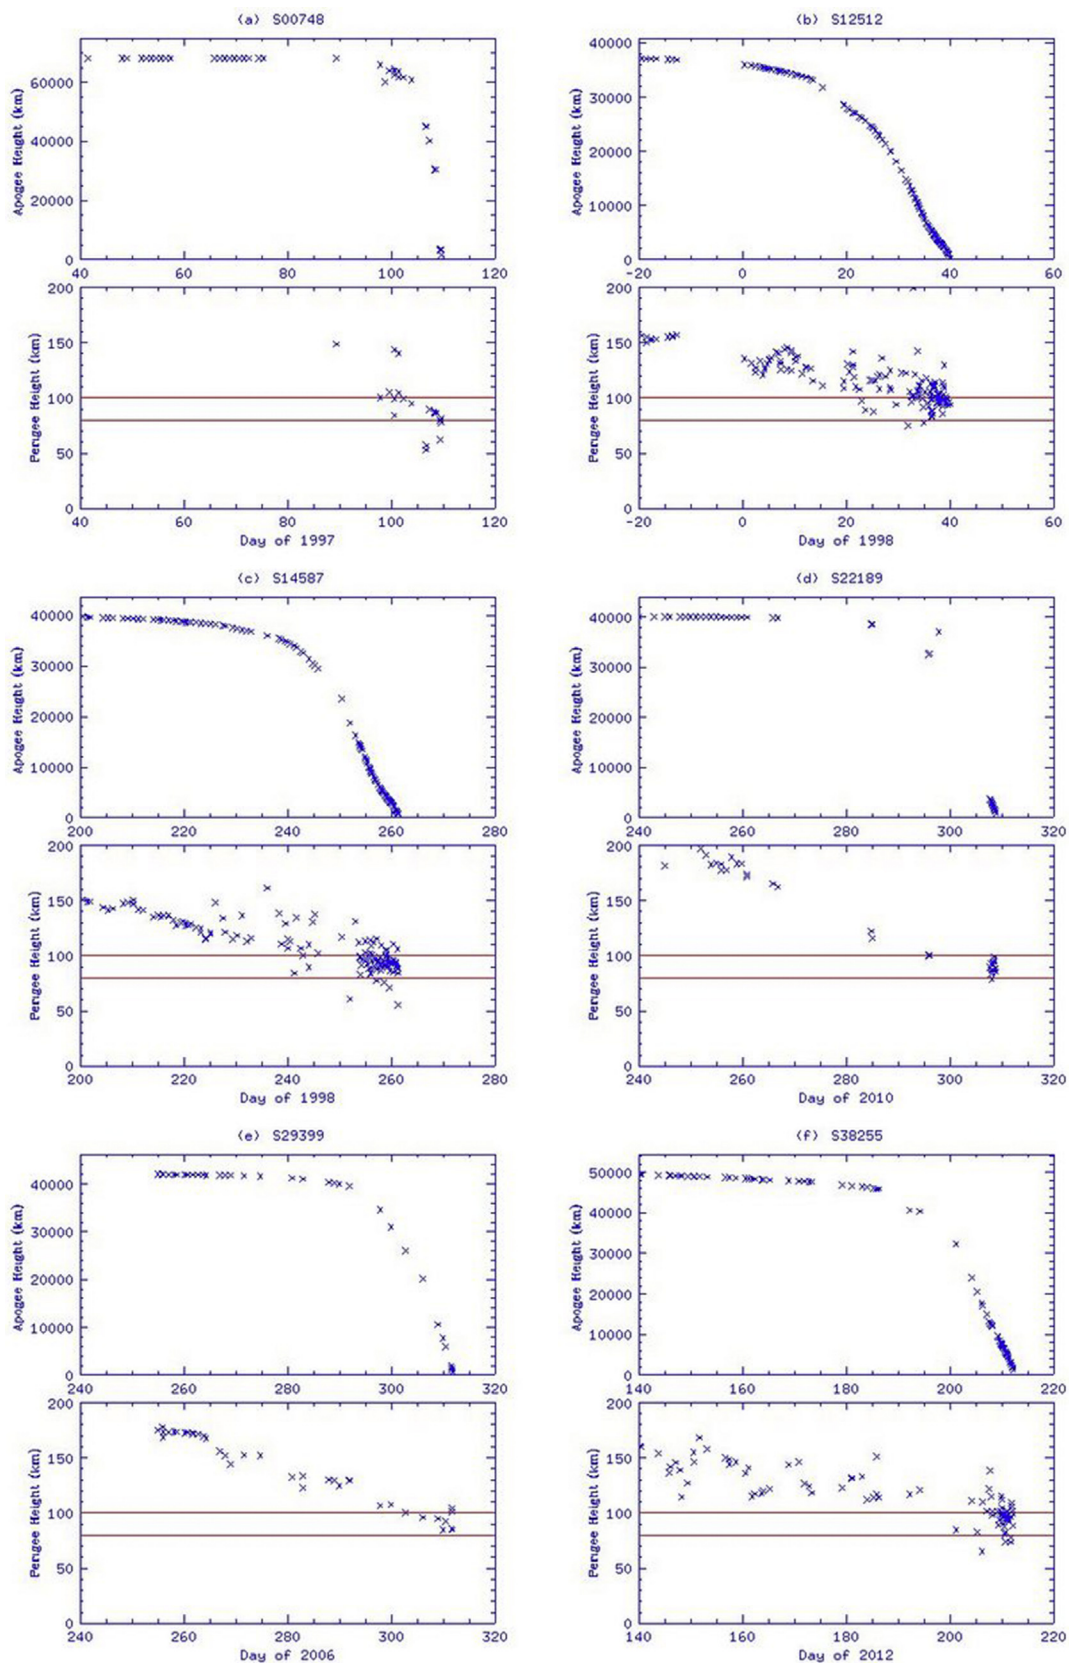 (a) S00748
Apogee Height (km)
60000
40000
20000
0
40 60 80 100 120
Perigee Height (km)
200
150
100
50
0
40 60 80 100 120
Day of 1997
(b) S12512
Apogee Height (km)
40000
30000
20000
10000
0
-20 0 20 40 60
Perigee Height (km)
200
150
100
50
0
-20 0 20 40 60
Day of 1998
(c) S14587
Apogee Height (km)
40000
30000
20000
10000
0
200 220 240 260 280
Perigee Height (km)
200
150
100
50
0
200 220 240 260 280
Day of 1998
(d) S22189
Apogee Height (km)
40000
30000
20000
10000
0
240 260 280 300 320
Perigee Height (km)
200
150
100
50
0
240 260 280 300 320
Day of 2010
(e) S29399
Apogee Height (km)
40000
30000
20000
10000
0
240 260 280 300 320
Perigee Height (km)
200
150
100
50
0
240 260 280 300 320
Day of 2006
(f) S38255
Apogee Height (km)
50000
40000
30000
20000
10000
0
140 160 180 200 220
Perigee Height (km)
200
150
100
50
0
140 160 180 200 220
Day of 2012